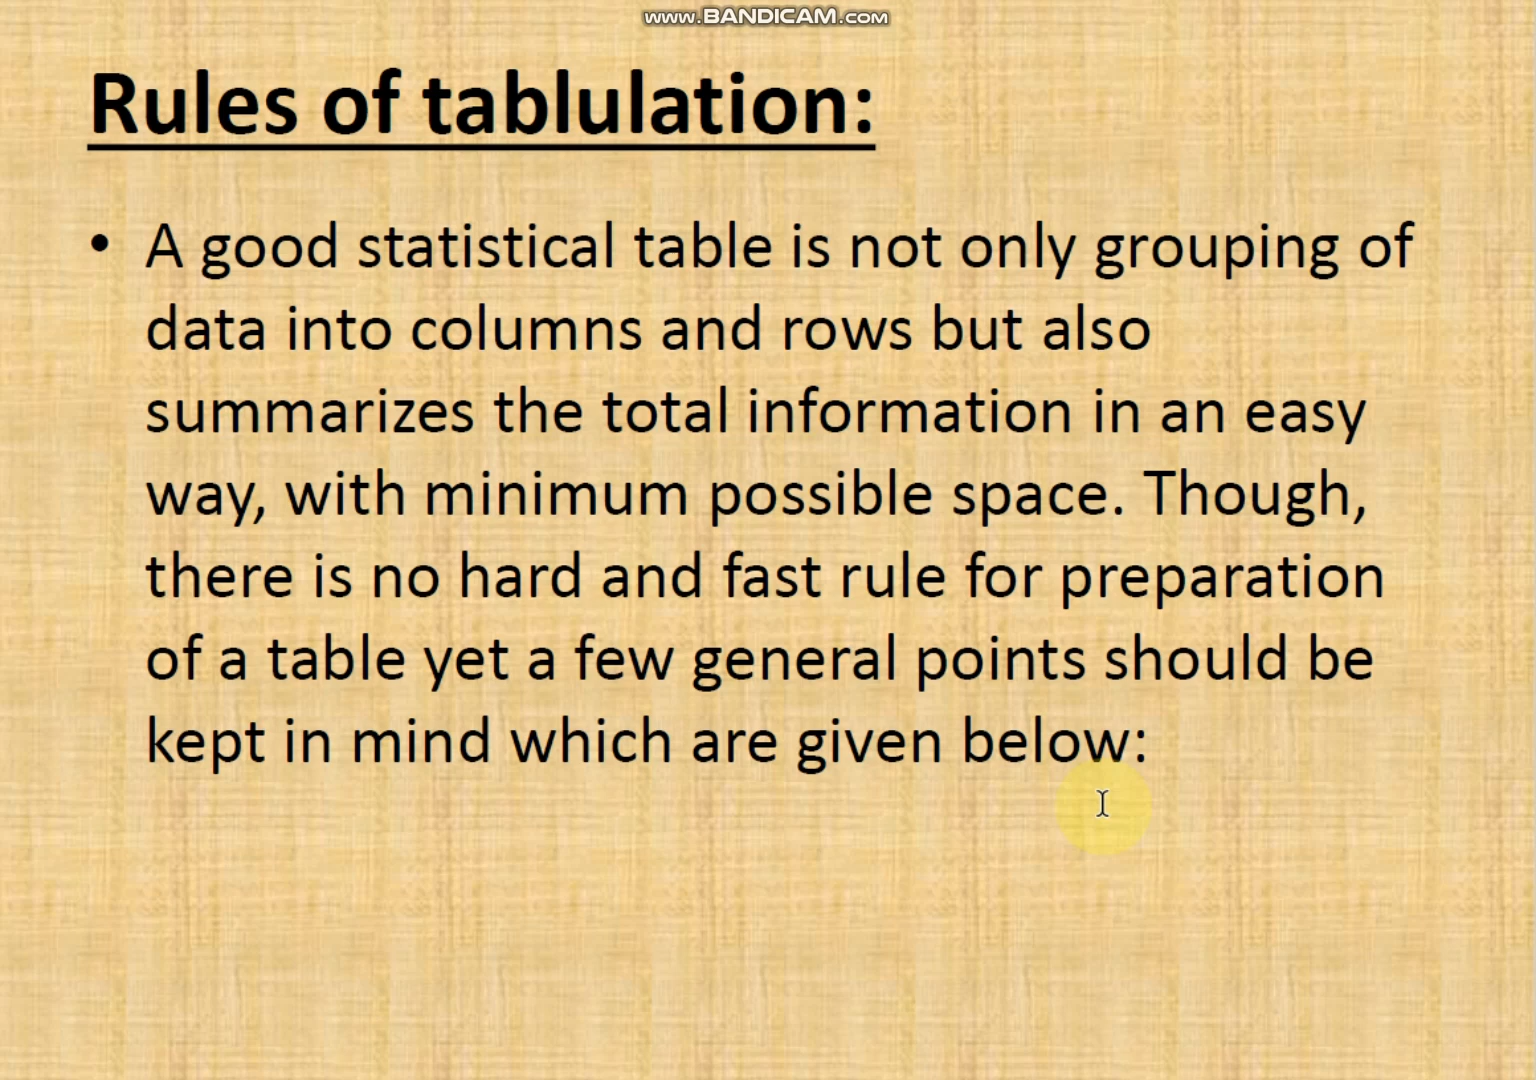 www.BANDICAM.com
Rules of tablulation:
• A good statistical table is not only grouping of
data into columns and rows but also
summarizes the total information in an easy
way, with minimum possible space. Though,
there is no hard and fast rule for preparation
of a table yet a few general points should be
kept in mind which are given below: